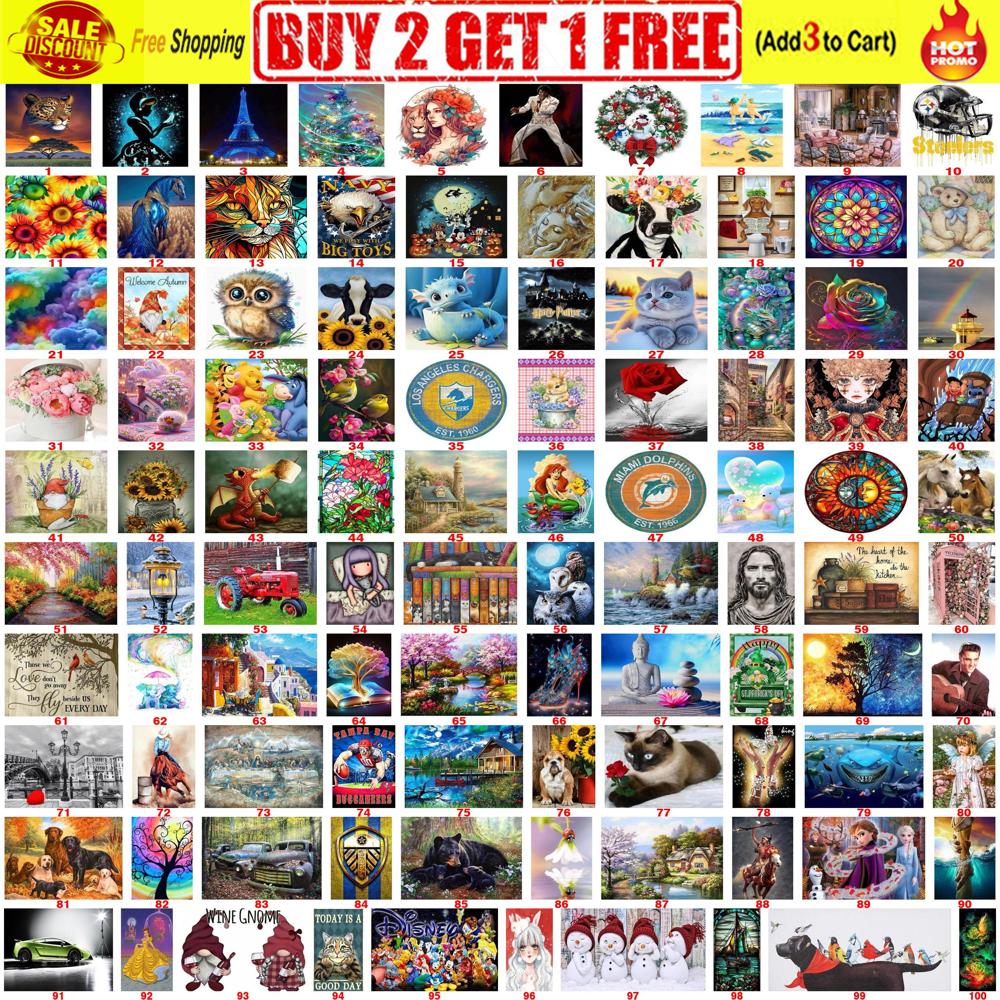 SALE
DISCOUNT
Free Shopping
BUY 2 GET 1 FREE
(Add 3 to Cart)
HOT
PROMO
Steelers
1 2 3 4 5 6 7 8 9 10
WE PLAY WITH
BIG TOYS
11 12 13 14 15 16 17 18 19 20
Welcome Autumn
Harry Potter
21 22 23 24 25 26 27 28 29 30
LOS ANGELES CHARGERS
CHARGERS
EST. 1960
31 32 33 34 35 36 37 38 39 40
MIAMI DOLPHINS
EST. 1966
41 42 43 44 35 46 47 48 49 50
The heart of the
home is the
kitchen...
TELEPHONE
51 52 53 54 55 56 57 58 59 60
Those we
Love don't
go away
They fly beside US
EVERY DAY
Happy
ST.PATRICK'S DAY
61 62 63 64 65 66 67 68 69 70
TAMPA BAY
BUCCANEERS
king
71 72 73 74 75 76 77 78 79 80
81 82 83 84 85 86 87 88 89 90
WINE GNOME
TODAY IS A
GOOD DAY
Disney
91 92 93 94 95 96 97 98 99 100